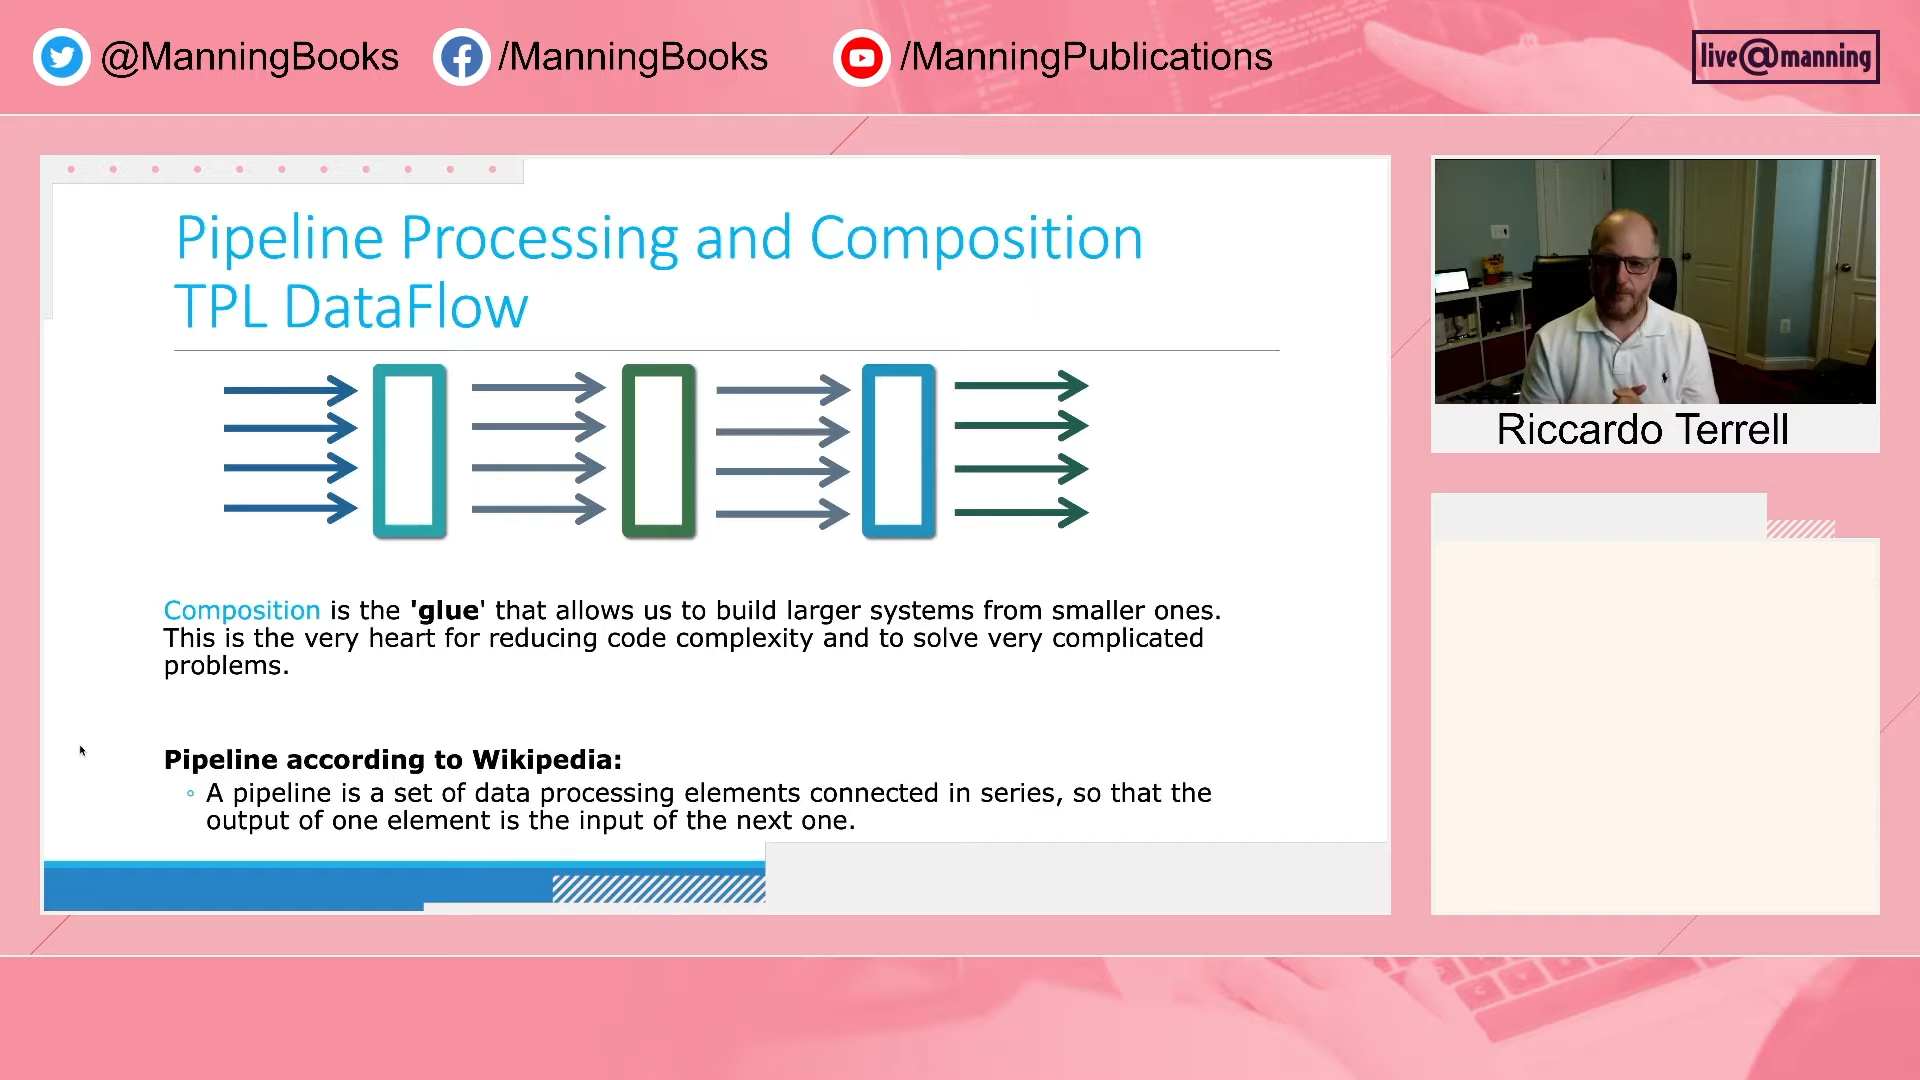 @ManningBooks
/ManningBooks
/ManningPublications
live@manning
Pipeline Processing and Composition
TPL DataFlow
Composition is the 'glue' that allows us to build larger systems from smaller ones.
This is the very heart for reducing code complexity and to solve very complicated
problems.
Pipeline according to Wikipedia:
◦ A pipeline is a set of data processing elements connected in series, so that the
output of one element is the input of the next one.
Riccardo Terrell